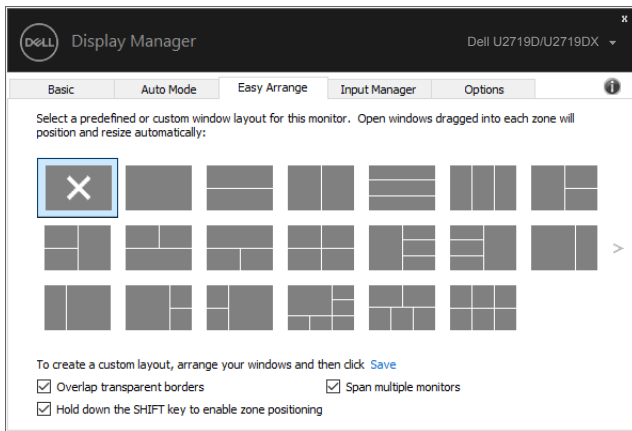 x
DELL Display Manager Dell U2719D/U2719DX
Basic Auto Mode Easy Arrange Input Manager Options
Select a predefined or custom window layout for this monitor. Open windows dragged into each zone will
position and resize automatically:
To create a custom layout, arrange your windows and then click Save
Overlap transparent borders Span multiple monitors
Hold down the SHIFT key to enable zone positioning